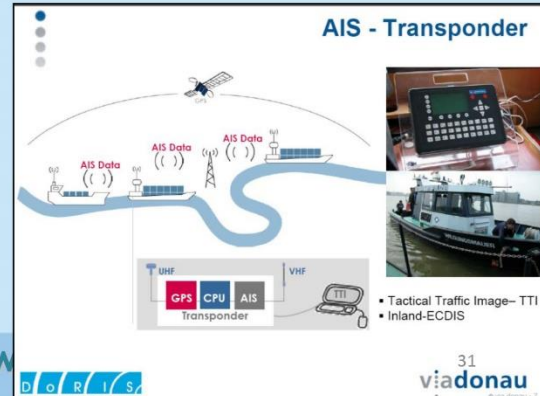 AIS - Transponder
GPS
AIS Data
AIS Data
AIS Data
UHF
VHF
GPS CPU AIS
Transponder
TTI
▪ Tactical Traffic Image– TTI
▪ Inland-ECDIS
W
DoRIS
31
viadonau